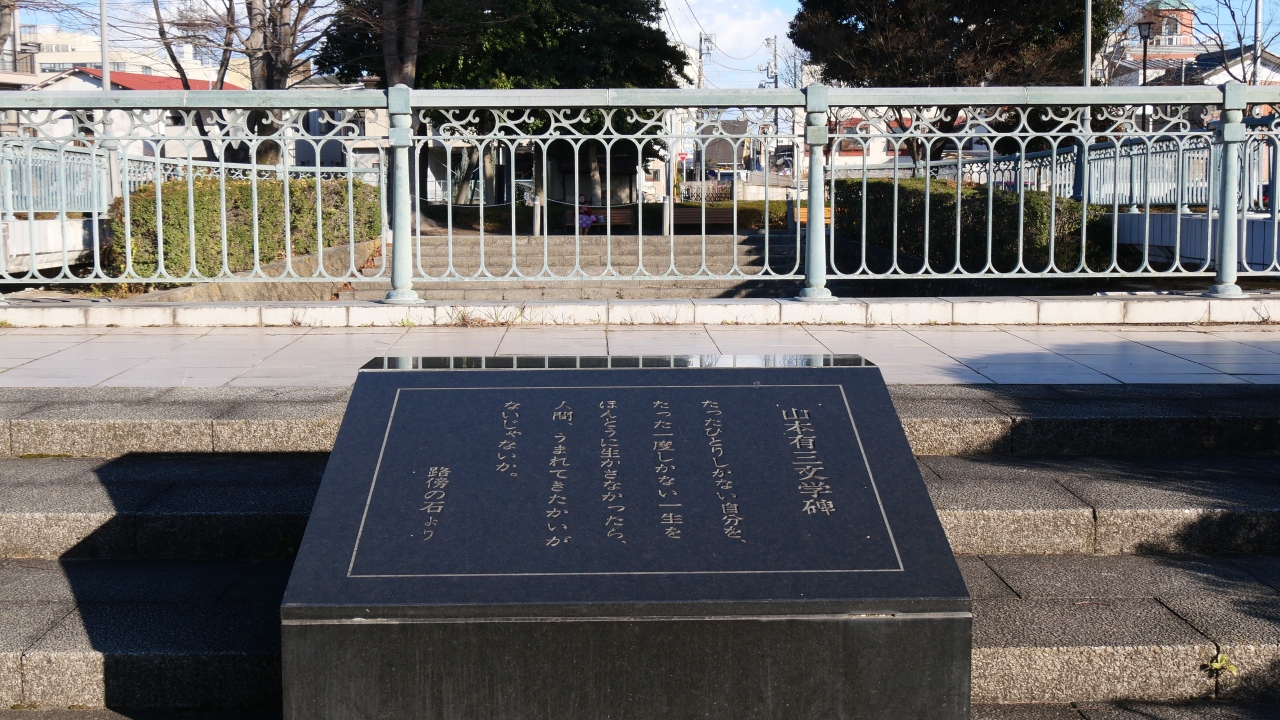 山本有三文学碑
たったひとりしかない自分を、
たった一度しかない一生を
ほんとうに生かさなかったら、
人間、うまれてきたかいが
ないじゃないか。
路傍の石より